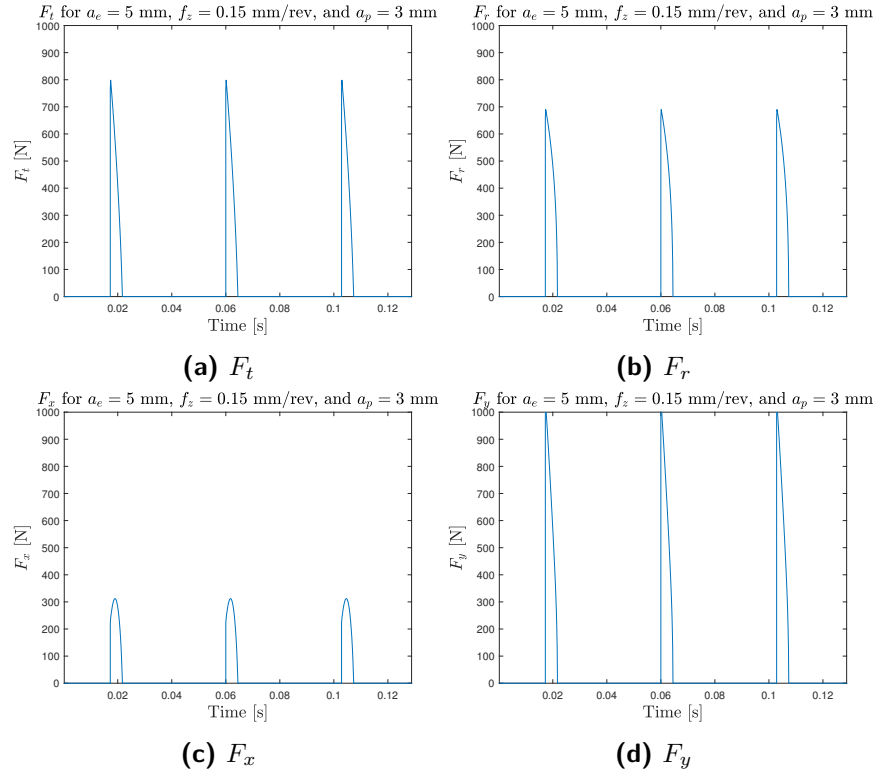 F_t for a_e = 5 mm, f_z = 0.15 mm/rev, and a_p = 3 mm
1000
900
800
700
600
500
400
300
200
100
0
F_t [N]
0.02 0.04 0.06 0.08 0.1 0.12
Time [s]
(a) F_t
F_r for a_e = 5 mm, f_z = 0.15 mm/rev, and a_p = 3 mm
1000
900
800
700
600
500
400
300
200
100
0
F_r [N]
0.02 0.04 0.06 0.08 0.1 0.12
Time [s]
(b) F_r
F_x for a_e = 5 mm, f_z = 0.15 mm/rev, and a_p = 3 mm
1000
900
800
700
600
500
400
300
200
100
0
F_x [N]
0.02 0.04 0.06 0.08 0.1 0.12
Time [s]
(c) F_x
F_y for a_e = 5 mm, f_z = 0.15 mm/rev, and a_p = 3 mm
1000
900
800
700
600
500
400
300
200
100
0
F_y [N]
0.02 0.04 0.06 0.08 0.1 0.12
Time [s]
(d) F_y